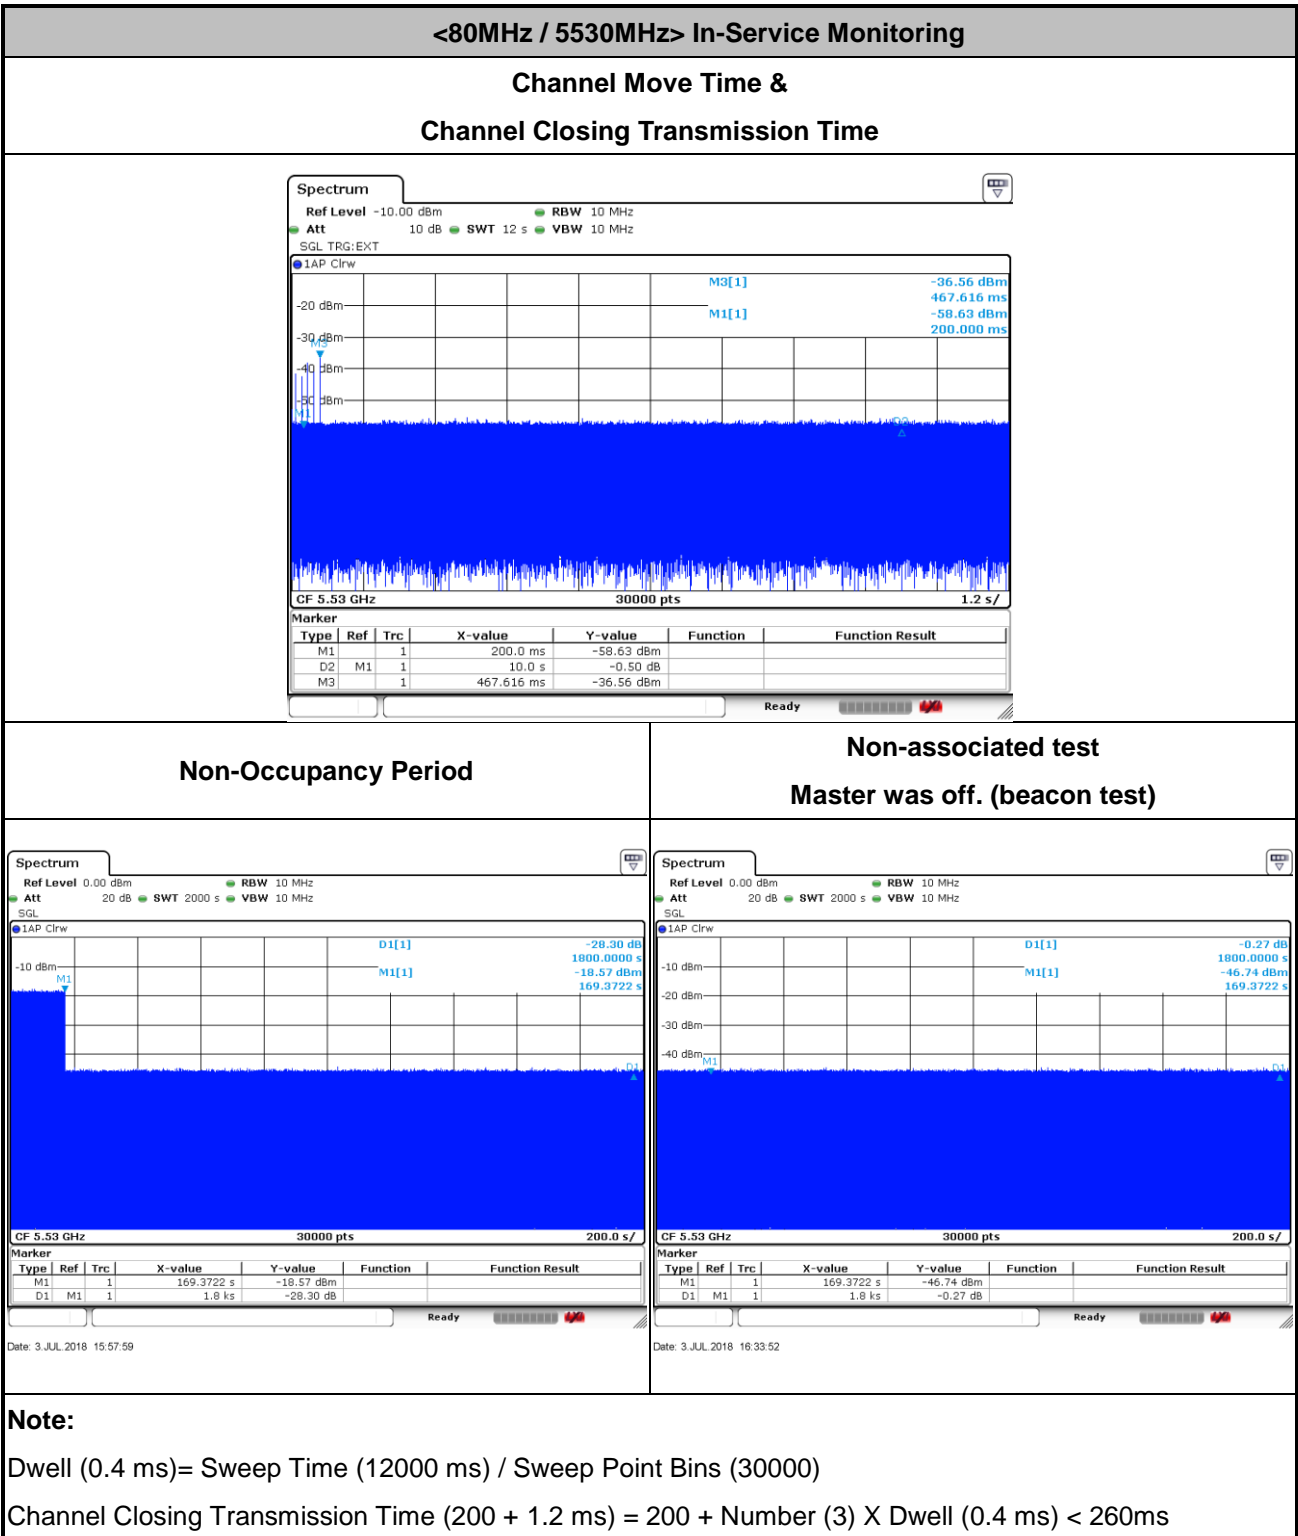 <80MHz / 5530MHz> In-Service Monitoring
Channel Move Time &
Channel Closing Transmission Time
Spectrum
Ref Level -10.00 dBm RBW 10 MHz
Att 10 dB SWT 12 s VBW 10 MHz
SGL TRG:EXT
1AP Clrw
M3[1] -36.56 dBm
467.616 ms
-20 dBm
M1[1] -58.63 dBm
200.000 ms
-30 dBm
M3
-40 dBm
-50 dBm
M1
D2
CF 5.53 GHz 30000 pts 1.2 s/
Marker
Type Ref Trc X-value Y-value Function Function Result
M1 1 200.0 ms -58.63 dBm
D2 M1 1 10.0 s -0.50 dB
M3 1 467.616 ms -36.56 dBm
Ready
Non-Occupancy Period
Non-associated test
Master was off. (beacon test)
Spectrum
Ref Level 0.00 dBm RBW 10 MHz
Att 20 dB SWT 2000 s VBW 10 MHz
SGL
1AP Clrw
D1[1] -28.30 dB
1800.0000 s
-10 dBm
M1[1] -18.57 dBm
M1
169.3722 s
D1
CF 5.53 GHz 30000 pts 200.0 s/
Marker
Type Ref Trc X-value Y-value Function Function Result
M1 1 169.3722 s -18.57 dBm
D1 M1 1 1.8 ks -28.30 dB
Ready
Date: 3.JUL.2018 15:57:59
Spectrum
Ref Level 0.00 dBm RBW 10 MHz
Att 20 dB SWT 2000 s VBW 10 MHz
SGL
1AP Clrw
D1[1] -0.27 dB
1800.0000 s
-10 dBm
M1[1] -46.74 dBm
169.3722 s
-20 dBm
-30 dBm
-40 dBm
M1
D1
CF 5.53 GHz 30000 pts 200.0 s/
Marker
Type Ref Trc X-value Y-value Function Function Result
M1 1 169.3722 s -46.74 dBm
D1 M1 1 1.8 ks -0.27 dB
Ready
Date: 3.JUL.2018 16:33:52
Note:
Dwell (0.4 ms)= Sweep Time (12000 ms) / Sweep Point Bins (30000)
Channel Closing Transmission Time (200 + 1.2 ms) = 200 + Number (3) X Dwell (0.4 ms) < 260ms